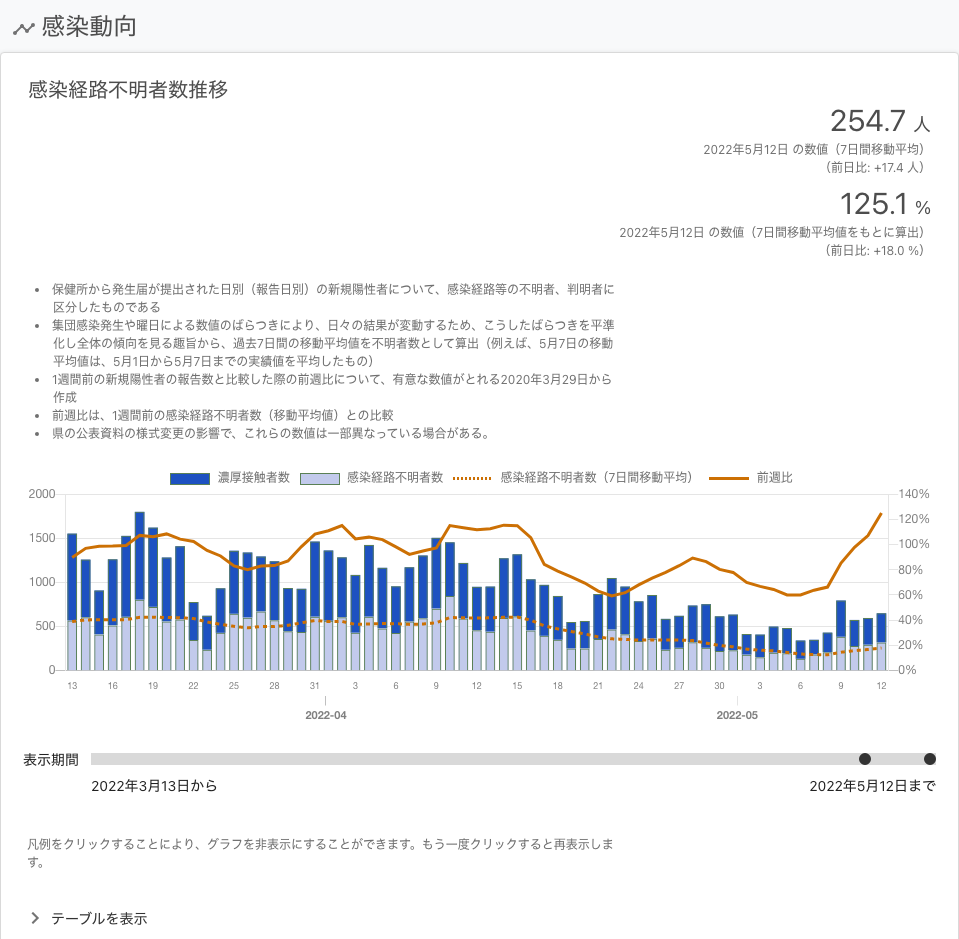 感染動向
感染経路不明者数推移
254.7 人
2022年5月12日 の数値（7日間移動平均）
（前日比: +17.4 人）
125.1 %
2022年5月12日 の数値（7日間移動平均値をもとに算出）
（前日比: +18.0 %）
• 保健所から発生届が提出された日別（報告日別）の新規陽性者について、感染経路等の不明者、判明者に
区分したものである
• 集団感染発生や曜日による数値のばらつきにより、日々の結果が変動するため、こうしたばらつきを平準
化し全体の傾向を見る趣旨から、過去7日間の移動平均値を不明者数として算出（例えば、5月7日の移動
平均値は、5月1日から5月7日までの実績値を平均したもの）
• 1週間前の新規陽性者の報告数と比較した際の前週比について、有意な数値がとれる2020年3月29日から
作成
• 前週比は、1週間前の感染経路不明者数（移動平均値）との比較
• 県の公表資料の様式変更の影響で、これらの数値は一部異なっている場合がある。
濃厚接触者数 感染経路不明者数 感染経路不明者数（7日間移動平均） 前週比
2000 140%
120%
1500
100%
1000 80%
60%
500 40%
20%
0 0%
13 16 19 22 25 28 31 3 6 9 12 15 18 21 24 27 30 3 6 9 12
2022-04 2022-05
表示期間
2022年3月13日から 2022年5月12日まで
凡例をクリックすることにより、グラフを非表示にすることができます。もう一度クリックすると再表示しま
す。
テーブルを表示